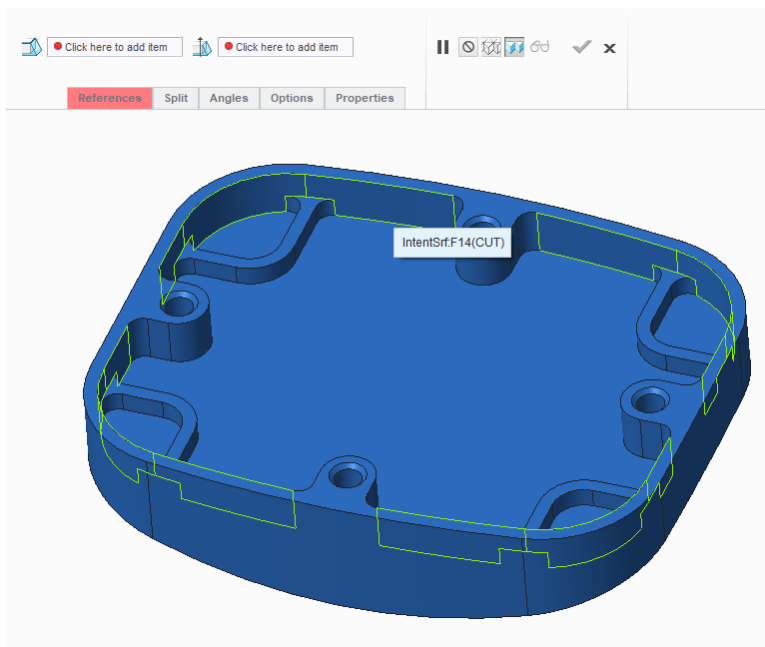 Click here to add item
Click here to add item
References
Split
Angles
Options
Properties
IntentSrf:F14(CUT)